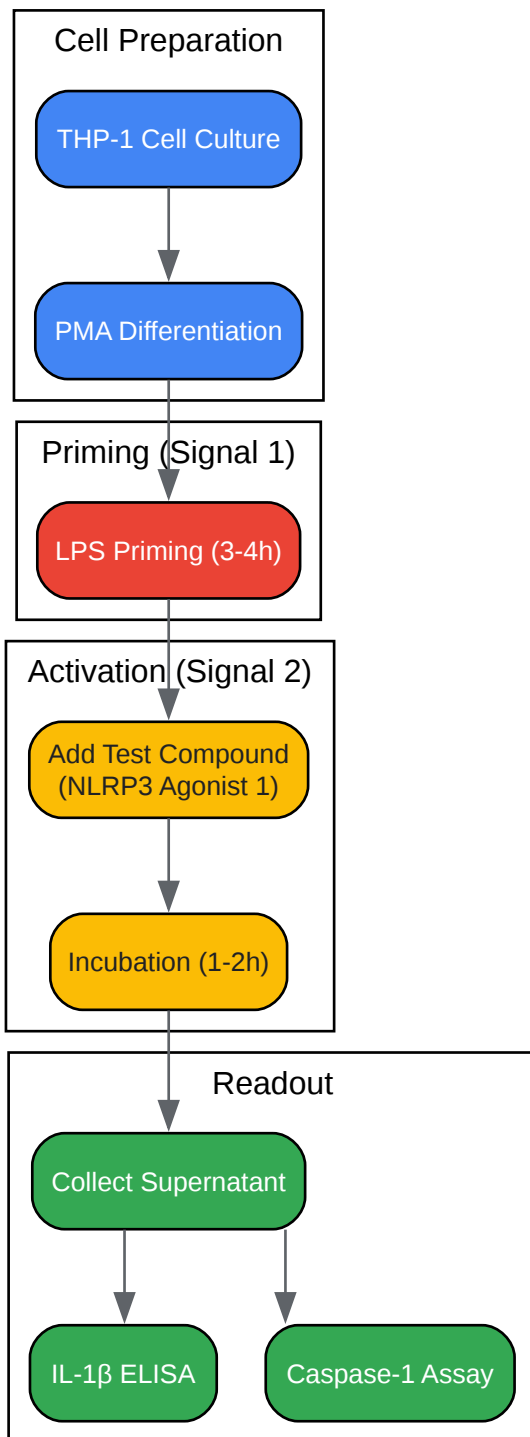 Cell Preparation
THP-1 Cell Culture
PMA Differentiation
Priming (Signal 1)
LPS Priming (3-4h)
Activation (Signal 2)
Add Test Compound
(NLRP3 Agonist 1)
Incubation (1-2h)
Readout
Collect Supernatant
IL-1β ELISA
Caspase-1 Assay